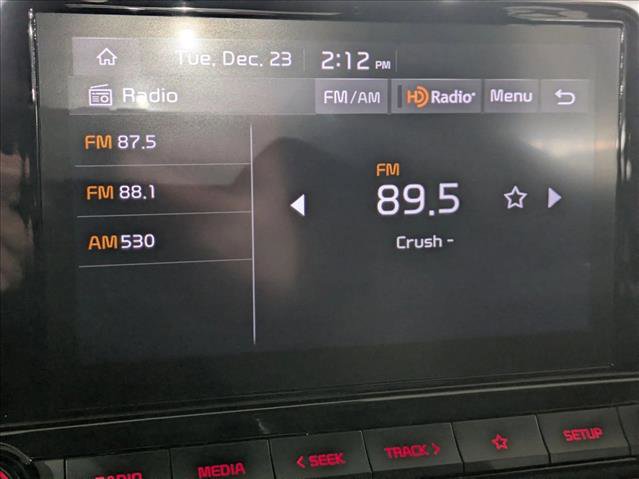 Tue, Dec. 23 2:12 PM
Radio FM/AM HD Radio Menu
FM 87.5
FM 88.1
AM 530
FM
89.5
Crush -
RADIO MEDIA < SEEK TRACK > SETUP